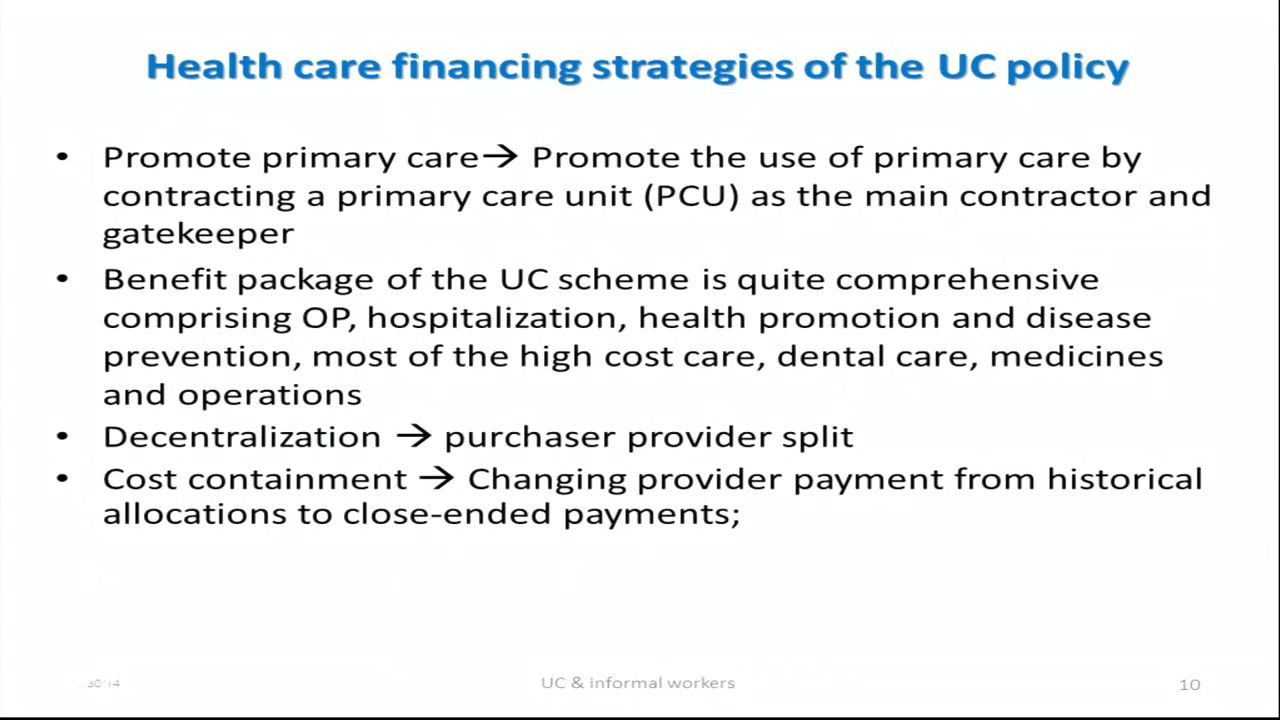 Health care financing strategies of the UC policy
• Promote primary care→ Promote the use of primary care by
contracting a primary care unit (PCU) as the main contractor and
gatekeeper
• Benefit package of the UC scheme is quite comprehensive
comprising OP, hospitalization, health promotion and disease
prevention, most of the high cost care, dental care, medicines
and operations
• Decentralization → purchaser provider split
• Cost containment → Changing provider payment from historical
allocations to close-ended payments;
UC & informal workers
10